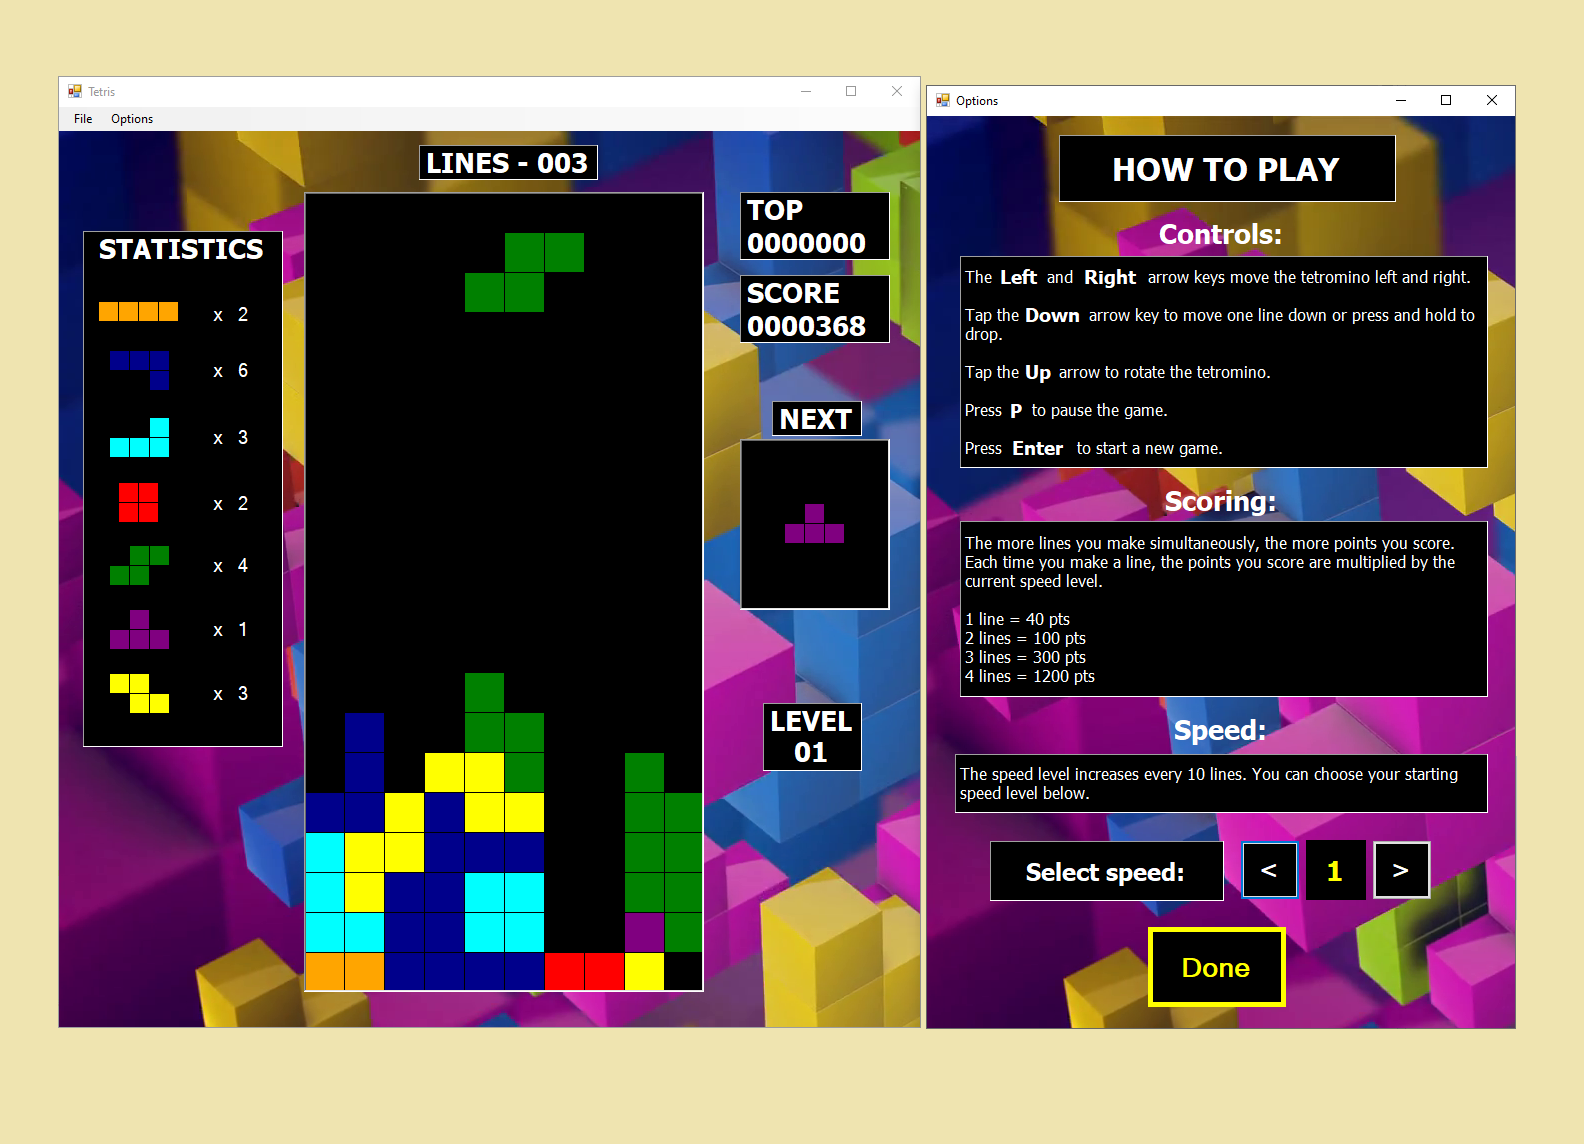 Tetris
File Options
LINES - 003
STATISTICS
x 2
x 6
x 3
x 2
x 4
x 1
x 3
TOP
0000000
SCORE
0000368
NEXT
LEVEL
01
Options
HOW TO PLAY
Controls:
The Left and Right arrow keys move the tetromino left and right.
Tap the Down arrow key to move one line down or press and hold to
drop.
Tap the Up arrow to rotate the tetromino.
Press P to pause the game.
Press Enter to start a new game.
Scoring:
The more lines you make simultaneously, the more points you score.
Each time you make a line, the points you score are multiplied by the
current speed level.
1 line = 40 pts
2 lines = 100 pts
3 lines = 300 pts
4 lines = 1200 pts
Speed:
The speed level increases every 10 lines. You can choose your starting
speed level below.
Select speed: < 1 >
Done